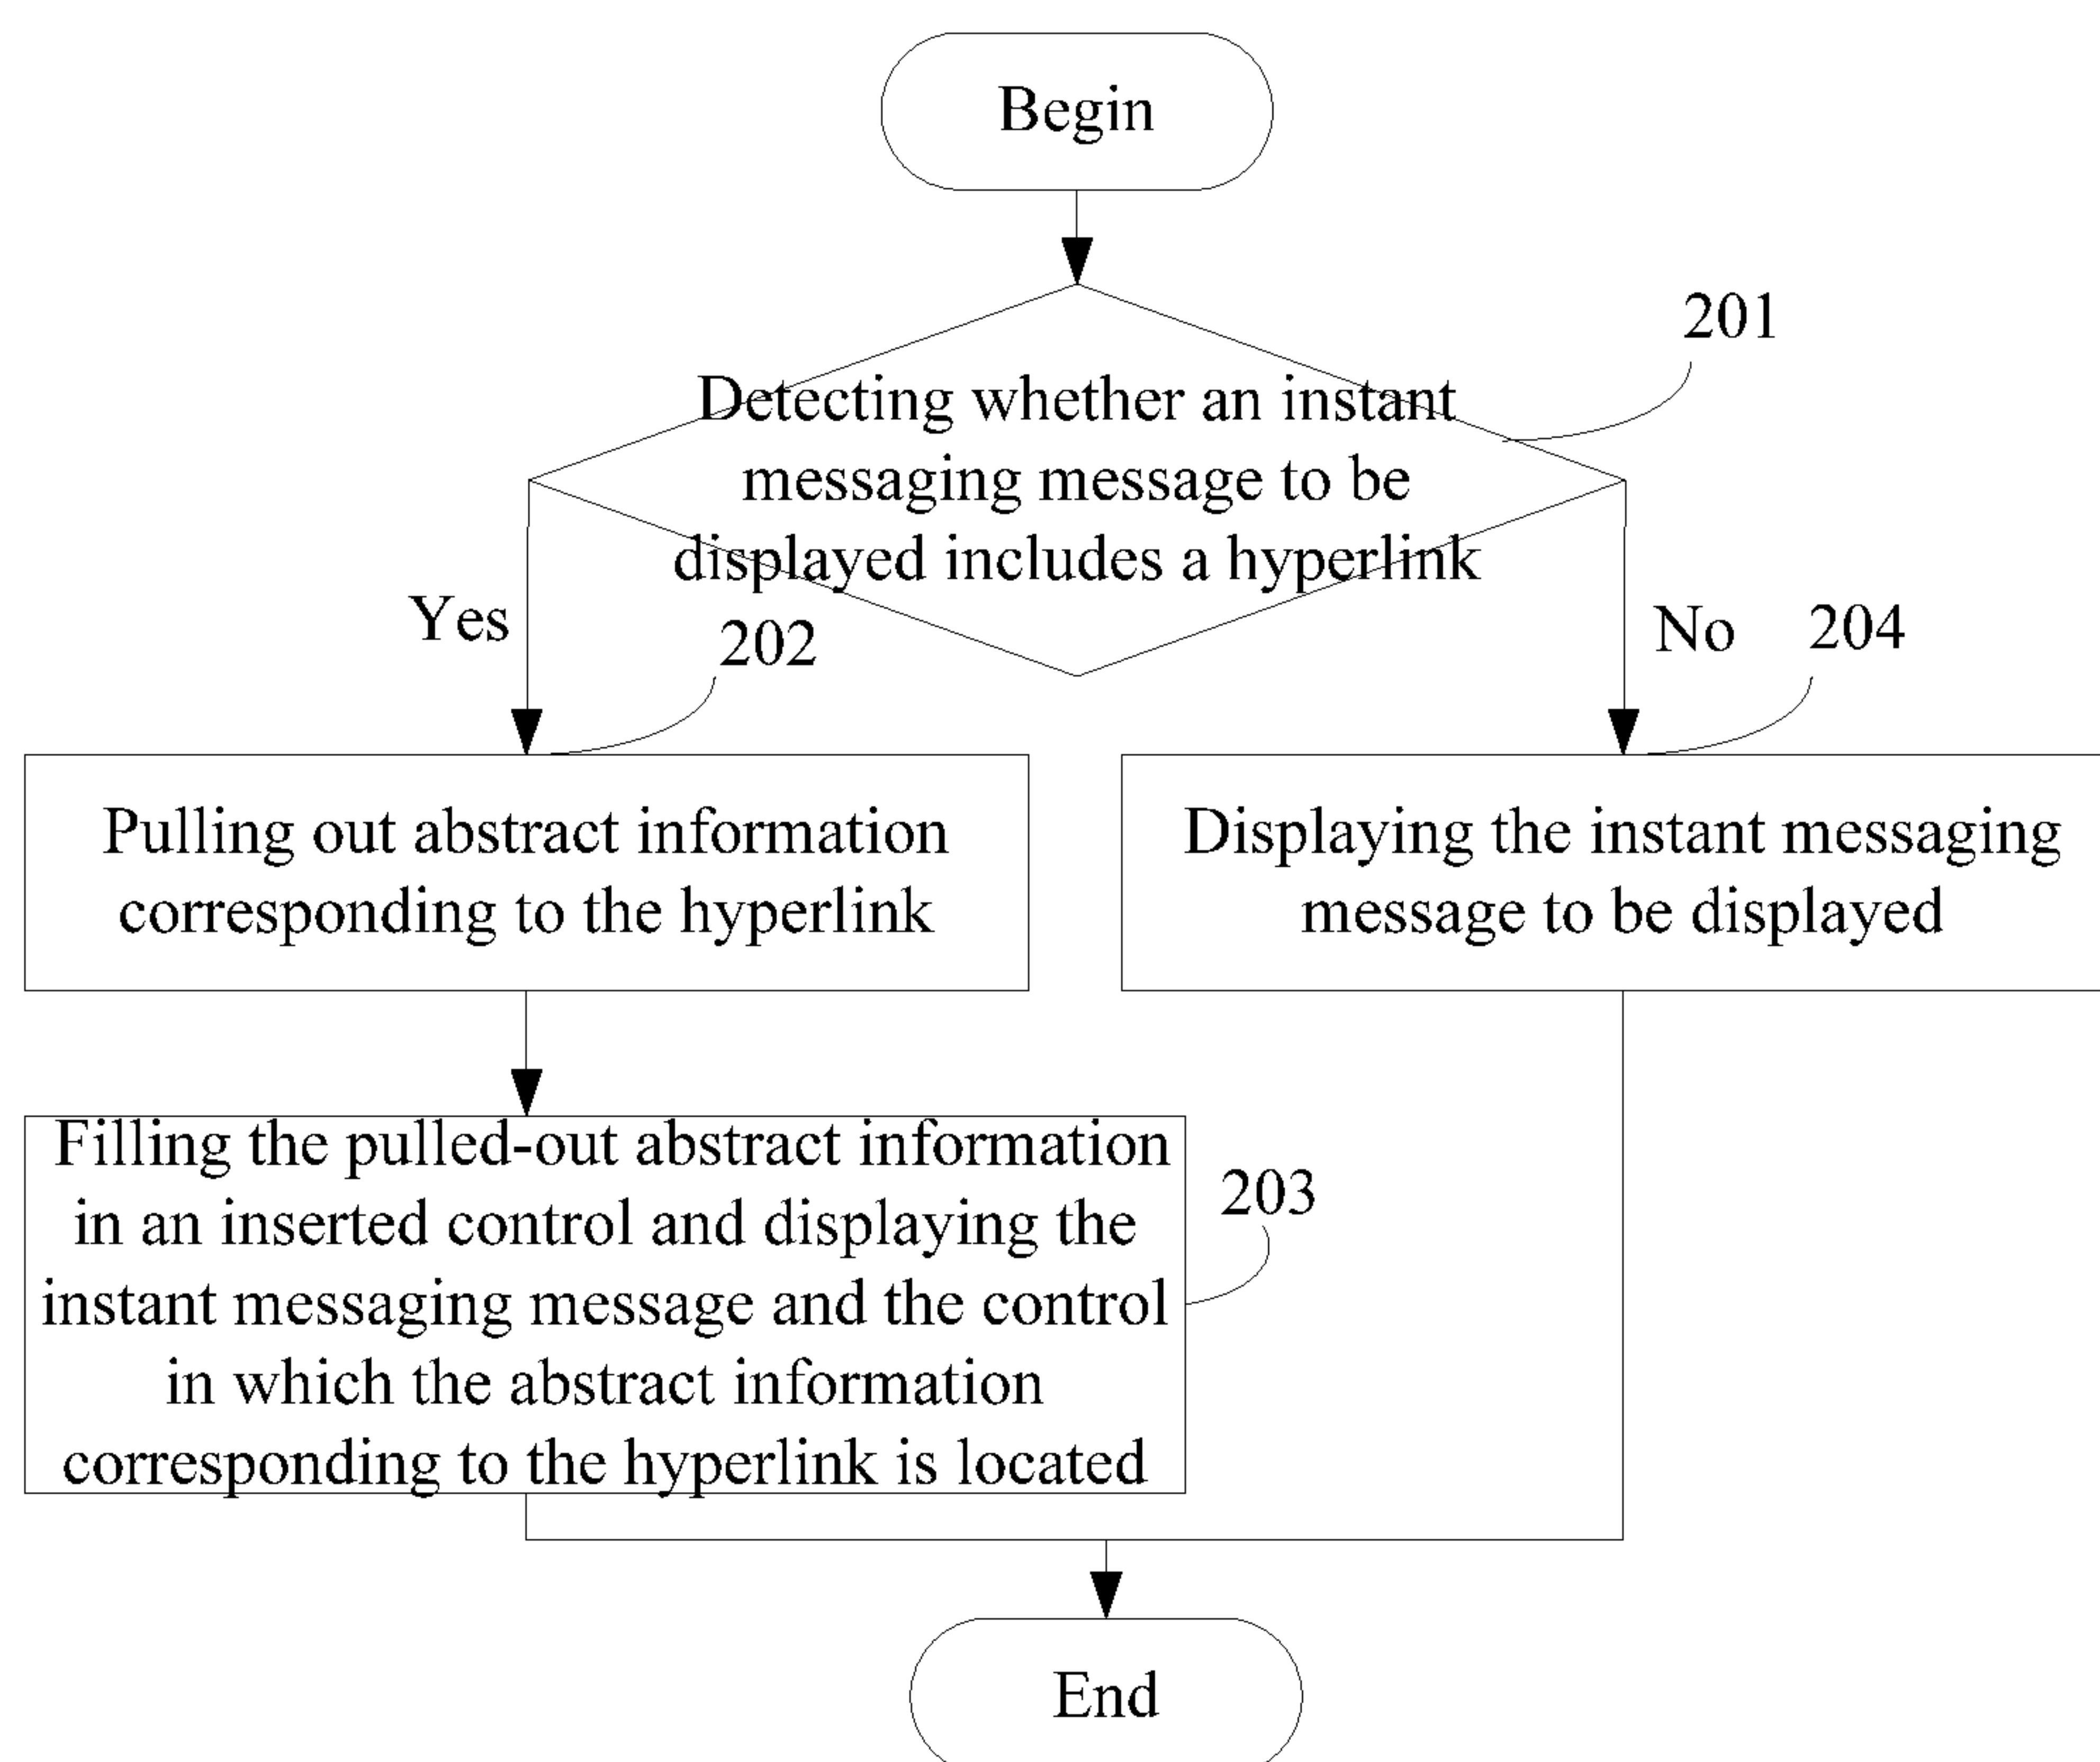 Begin
201
Detecting whether an instant
messaging message to be
displayed includes a hyperlink
Yes
202
No
204
Pulling out abstract information
corresponding to the hyperlink
Displaying the instant messaging
message to be displayed
Filling the pulled-out abstract information
in an inserted control and displaying the
instant messaging message and the control
in which the abstract information
corresponding to the hyperlink is located
203
End